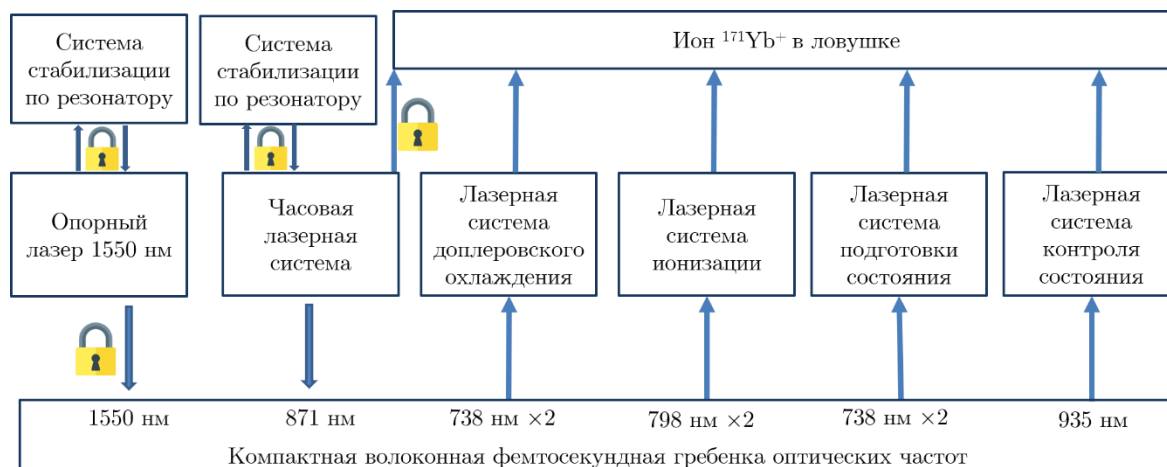 Система
стабилизации
по резонатору
Система
стабилизации
по резонатору
Ион ¹⁷¹Yb⁺ в ловушке
Опорный
лазер 1550 нм
Часовая
лазерная
система
Лазерная
система
доплеровского
охлаждения
Лазерная
система
ионизации
Лазерная
система
подготовки
состояния
Лазерная
система
контроля
состояния
1550 нм
871 нм
738 нм ×2
798 нм ×2
738 нм ×2
935 нм
Компактная волоконная фемтосекундная гребенка оптических частот